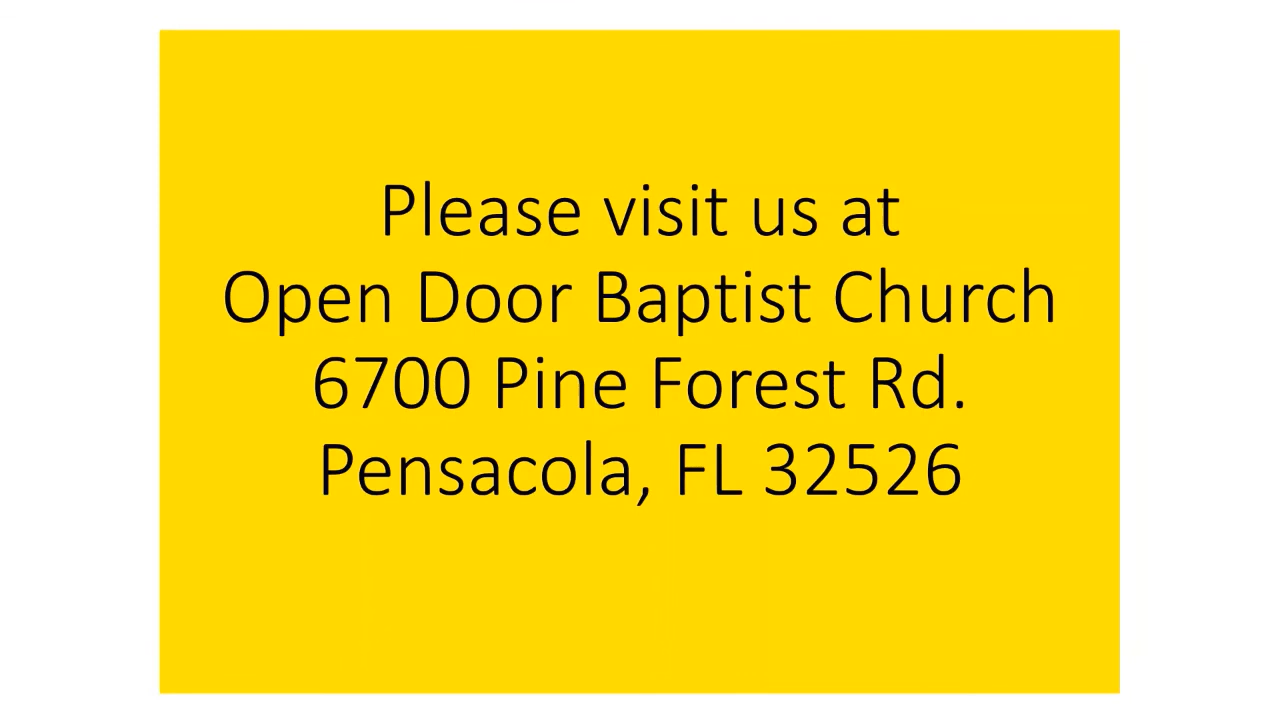 Please visit us at
Open Door Baptist Church
6700 Pine Forest Rd.
Pensacola, FL 32526